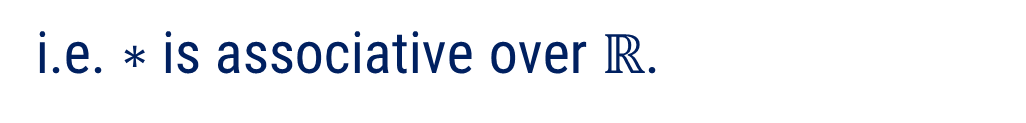 i.e. * is associative over ℝ.